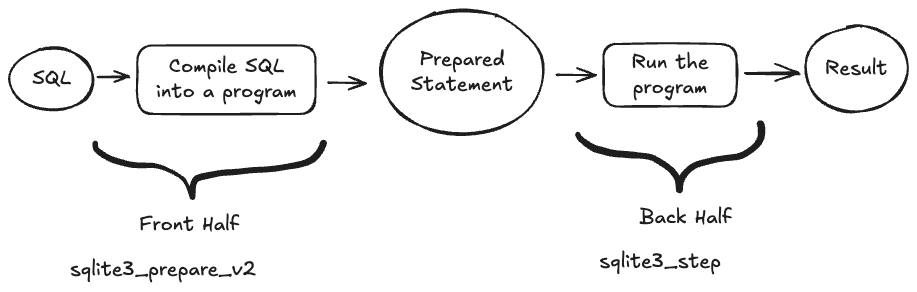 SQL
Compile SQL
into a program
Prepared
Statement
Run the
program
Result
Front Half
sqlite3_prepare_v2
Back Half
sqlite3_step